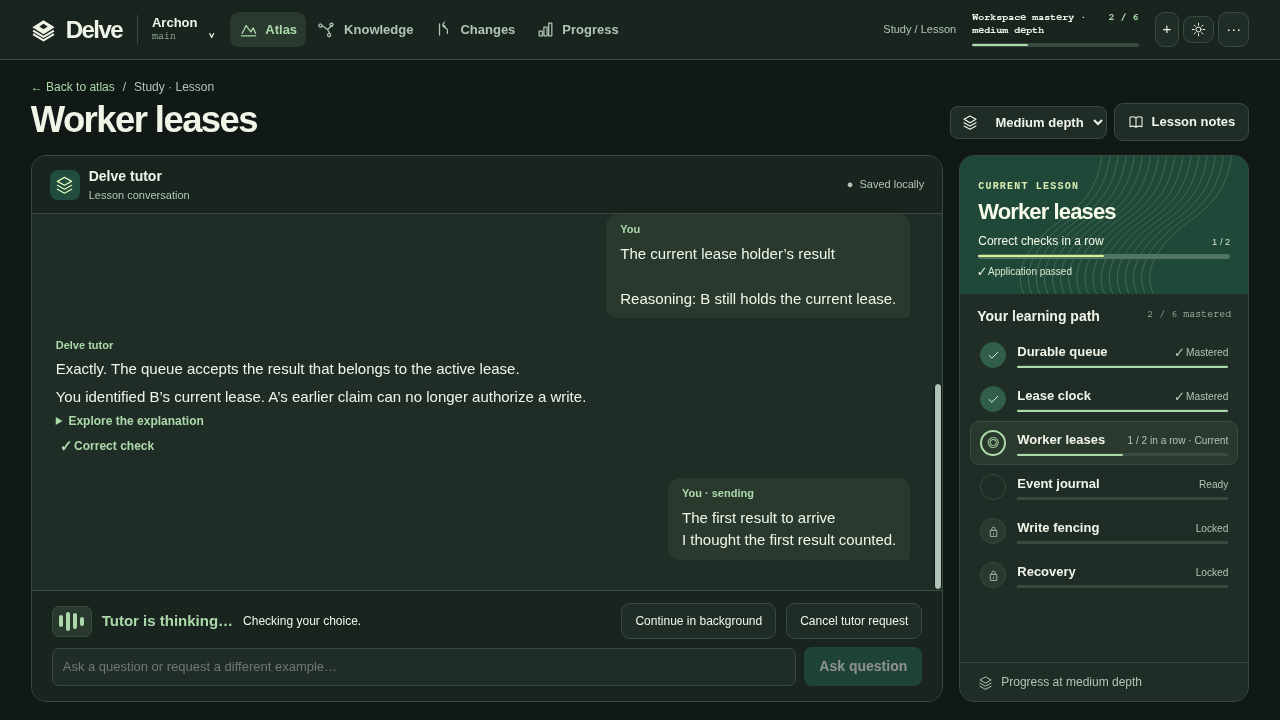 Delve
Archon
main
Atlas
Knowledge
Changes
Progress
Study / Lesson
Workspace mastery · 2 / 6
medium depth
+
...
← Back to atlas / Study · Lesson
Worker leases
Medium depth
Lesson notes
Delve tutor
Lesson conversation
● Saved locally
You
The current lease holder’s result
Reasoning: B still holds the current lease.
Delve tutor
Exactly. The queue accepts the result that belongs to the active lease.
You identified B’s current lease. A’s earlier claim can no longer authorize a write.
▶ Explore the explanation
✓ Correct check
You · sending
The first result to arrive
I thought the first result counted.
Tutor is thinking… Checking your choice.
Continue in background
Cancel tutor request
Ask a question or request a different example…
Ask question
CURRENT LESSON
Worker leases
Correct checks in a row 1 / 2
✓ Application passed
Your learning path 2 / 6 mastered
Durable queue ✓ Mastered
Lease clock ✓ Mastered
Worker leases 1 / 2 in a row · Current
Event journal Ready
Write fencing Locked
Recovery Locked
Progress at medium depth